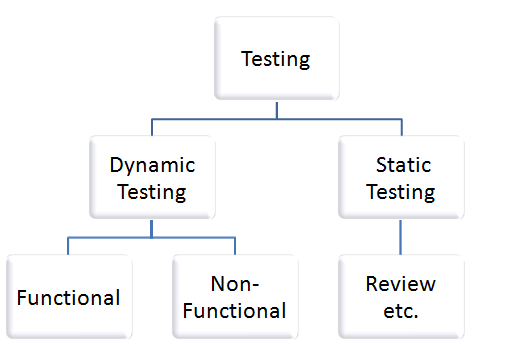 Testing
Dynamic
Testing
Static
Testing
Functional
Non-
Functional
Review
etc.